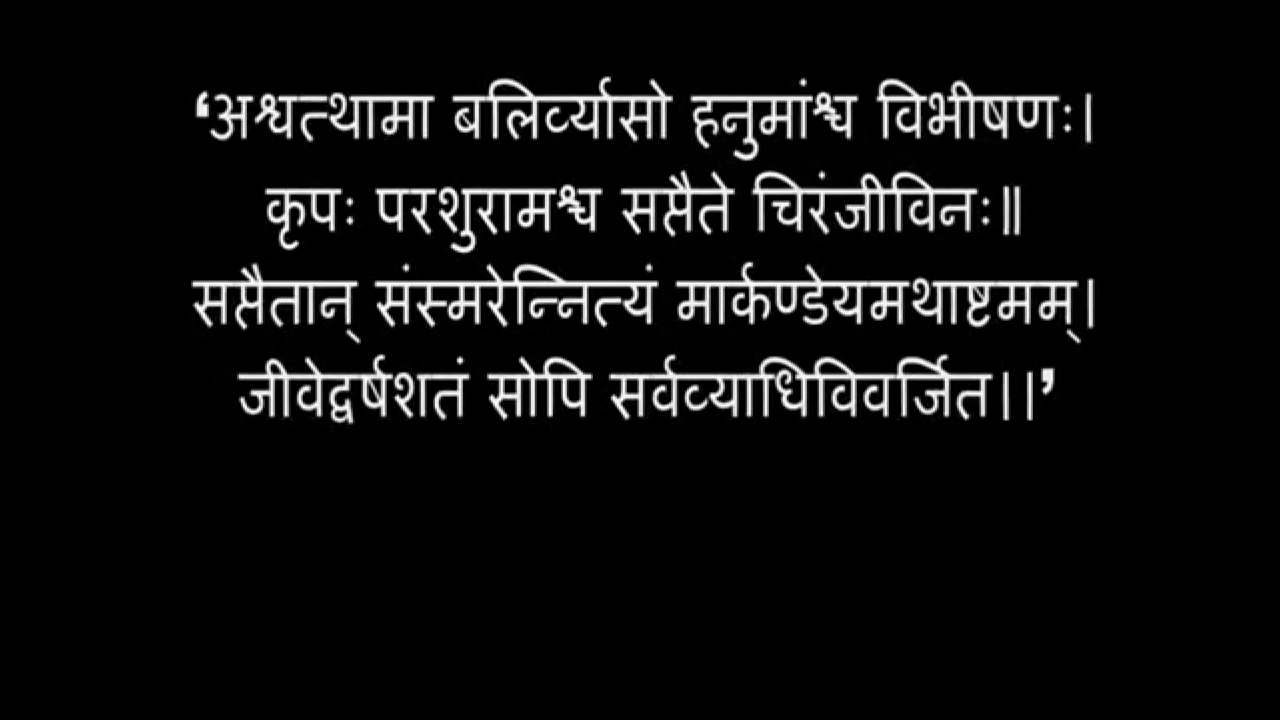 ‘अश्वत्थामा बलिर्व्यासो हनुमांश्च विभीषणः।
कृपः परशुरामश्च सप्तैते चिरंजीविनः॥
सप्तैतान् संस्मरेन्नित्यं मार्कण्डेयमथाष्टमम्।
जीवेद्वर्षशतं सोपि सर्वव्याधिविवर्जित।।’